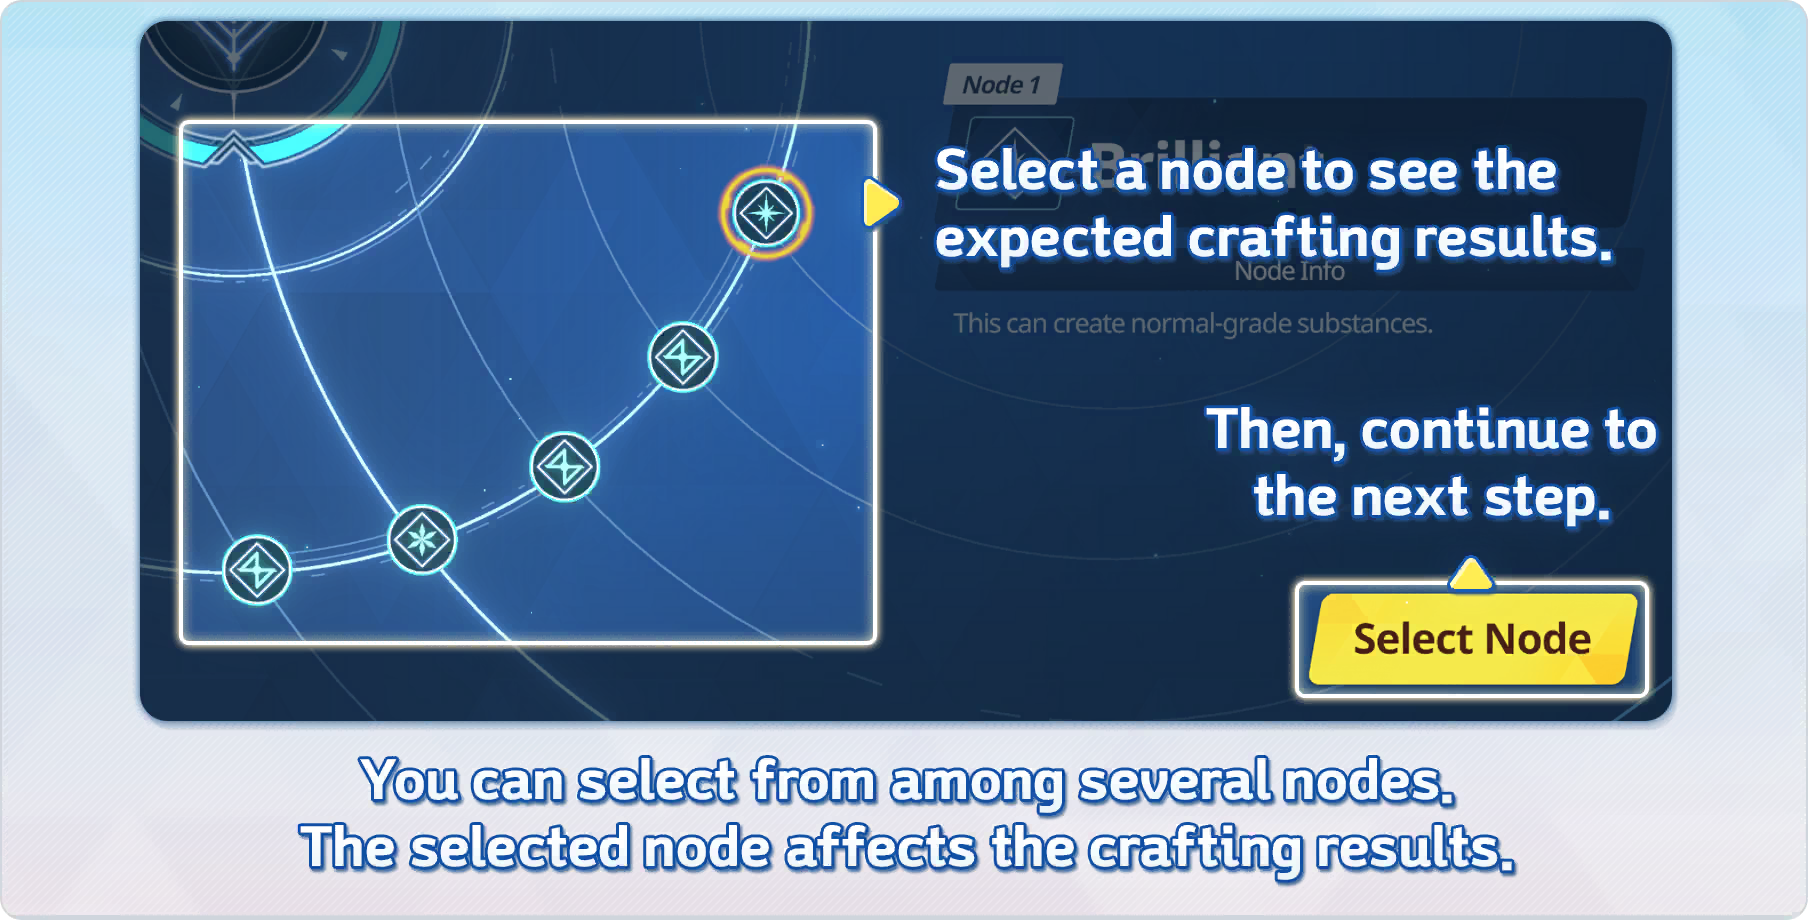 Node 1
Brilliant
Select a node to see the
expected crafting results.
Node Info
This can create normal-grade substances.
Then, continue to
the next step.
Select Node
You can select from among several nodes.
The selected node affects the crafting results.